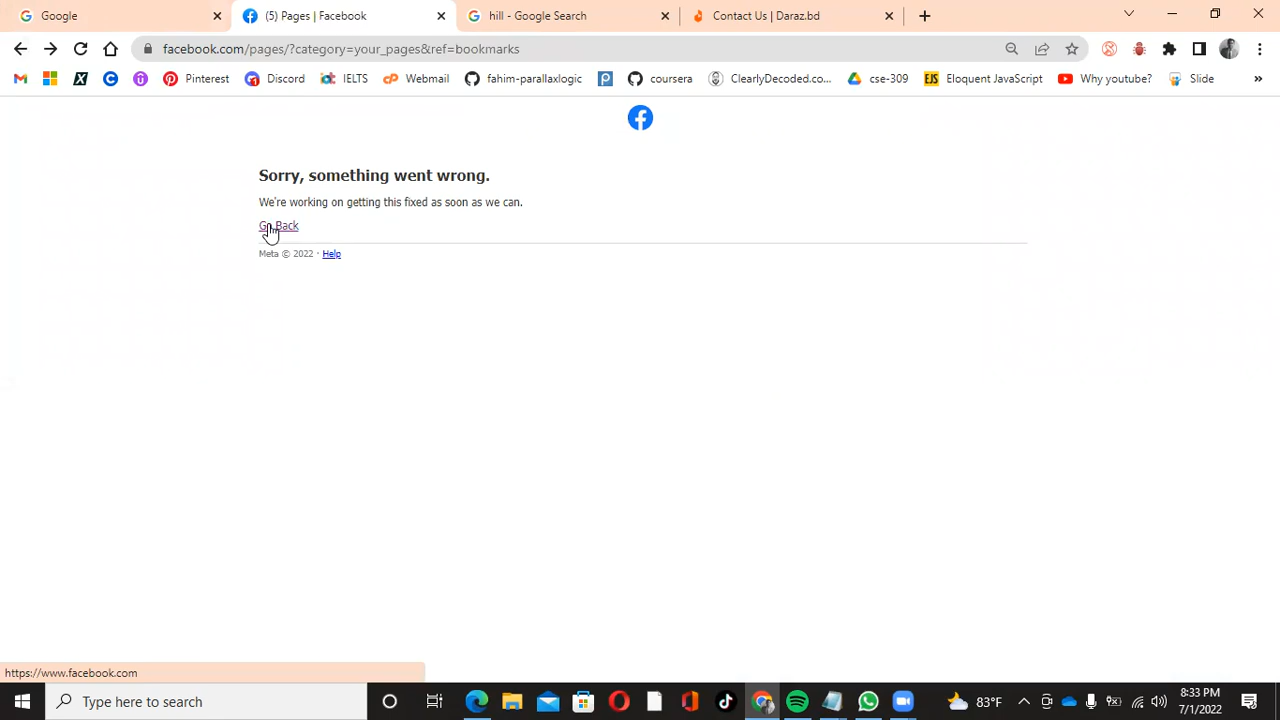 Google
(5) Pages | Facebook
hill - Google Search
Contact Us | Daraz.bd
facebook.com/pages/?category=your_pages&ref=bookmarks
Pinterest
Discord
IELTS
Webmail
fahim-parallaxlogic
coursera
ClearlyDecoded.co...
cse-309
EJS Eloquent JavaScript
Why youtube?
Slide
»
Sorry, something went wrong.
We're working on getting this fixed as soon as we can.
Go Back
Meta © 2022 · Help
https://www.facebook.com
Type here to search
83°F
8:33 PM
7/1/2022